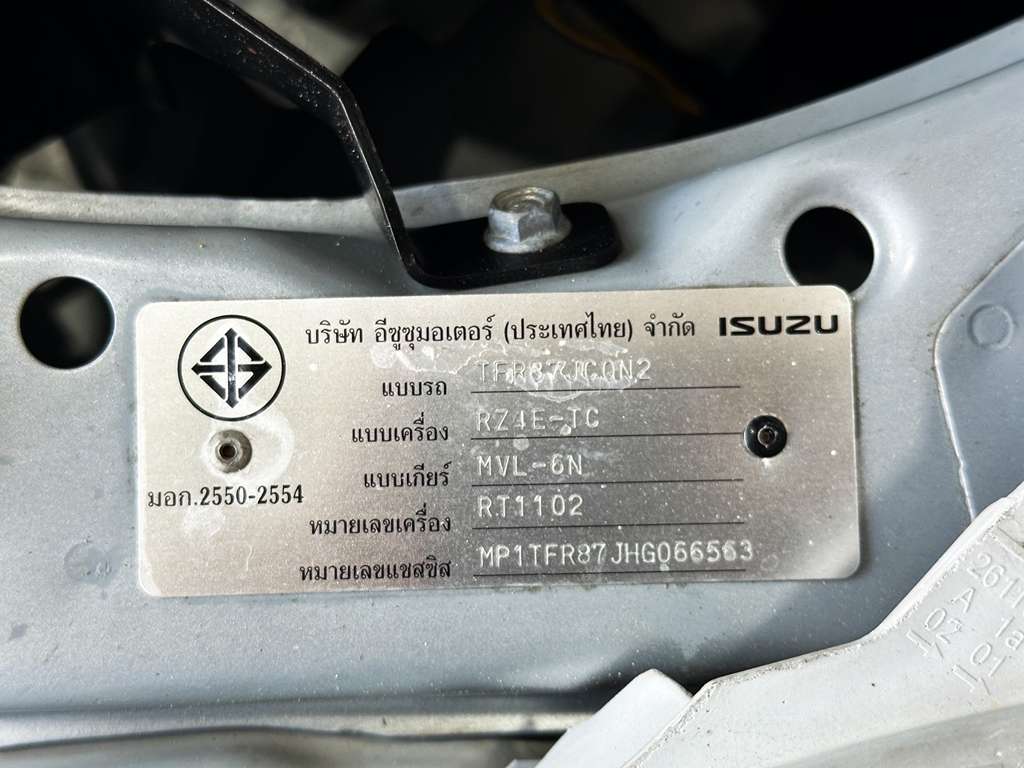 บริษัท อีซูซุมอเตอร์ (ประเทศไทย) จำกัด ISUZU
แบบรถ TFR87JCQN2
แบบเครื่อง RZ4E-TC
แบบเกียร์ MVL-6N
มอก.2550-2554
หมายเลขเครื่อง RT1102
หมายเลขแชสซิส MP1TFR87JHG066563
A 1a
02 01